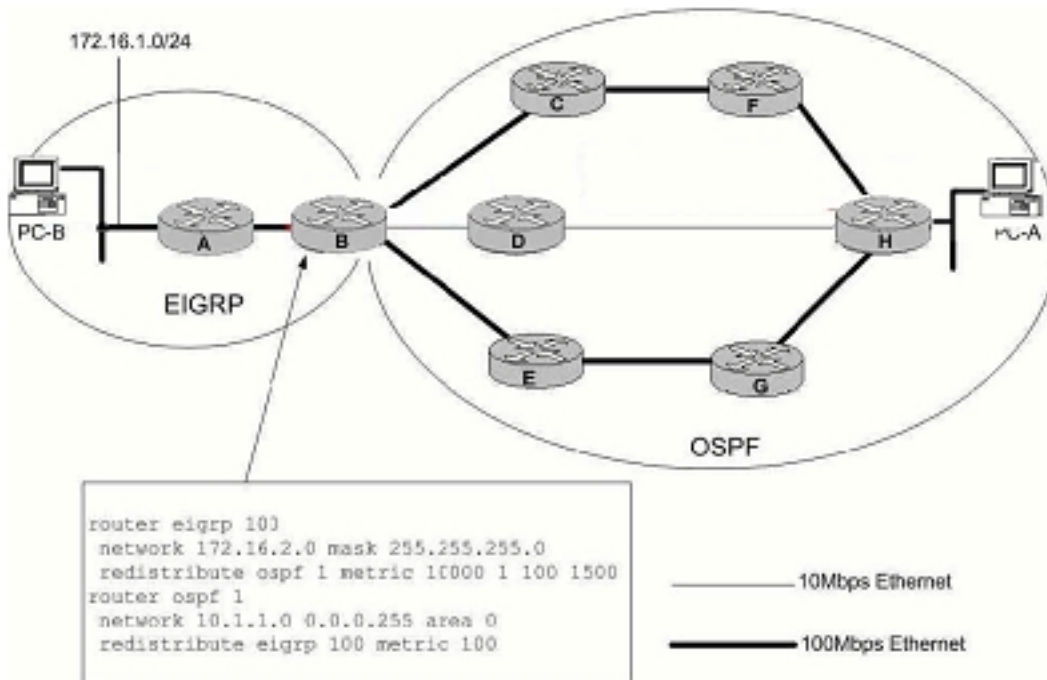 172.16.1.0/24
C
F
PC-B
A
B
D
H
PC-A
EIGRP
E
G
OSPF
router eigrp
network 172.16.2.0 mask 255.255.255.0
redistribute ospf 1 metric 10000 1 100 1500
router ospf 1
network 10.1.1.0 0.0.0.255 area 0
redistribute eigrp 100 metric 100
10Mbps Ethernet
100Mbps Ethernet